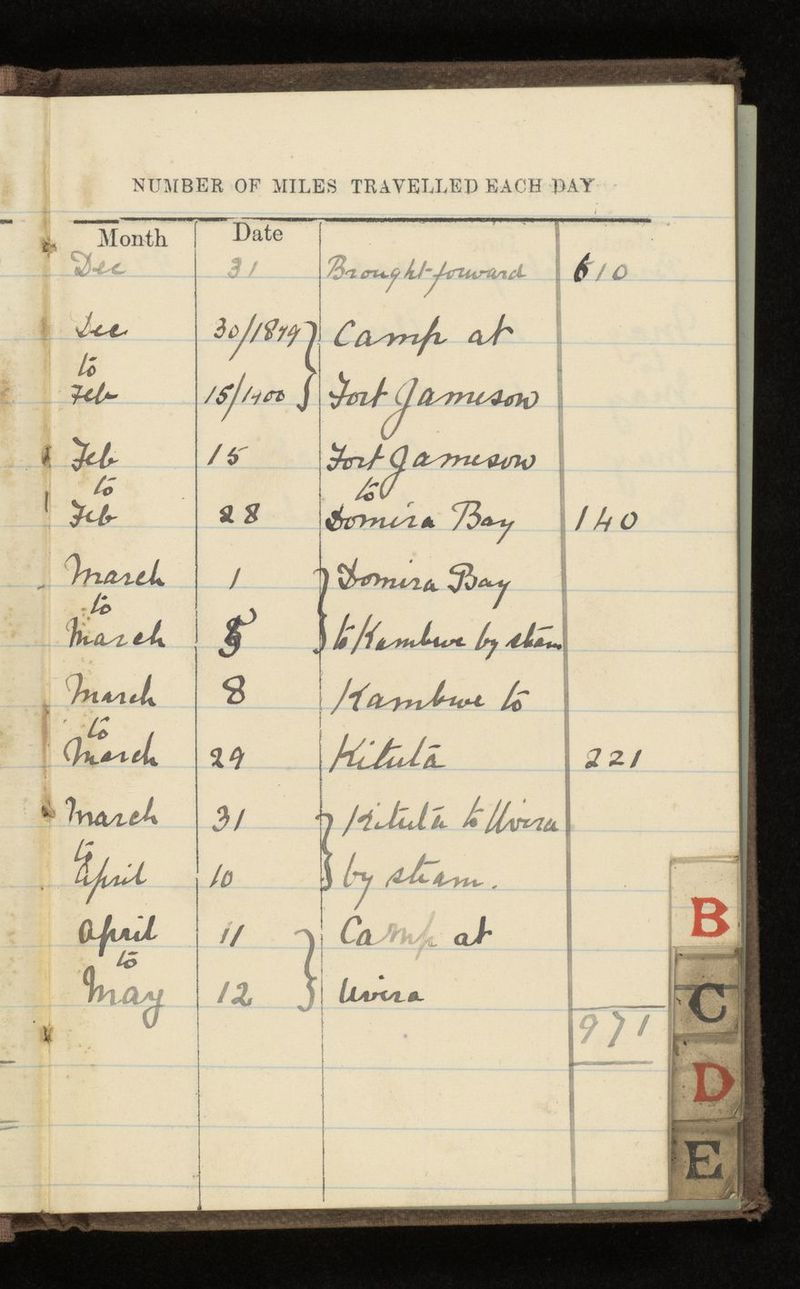 NUMBER OF MILES TRAVELLED EACH DAY
Month Date
Dec 31 Brought forward 610
Dec 30/1899 } Camp at
to
Feb 15/1900 } Fort Jameson
Feb 15 Fort Jameson
to to
Feb 28 Domira Bay 140
March 1 } Domira Bay
to
March 5 } to Kambwe by steam
March 8 Kambwe to
to
March 29 Kituta 221
March 31 } Kituta to Uvira
to
April 10 } by steam.
April 11 } Camp at
to
May 12 } Uvira
971
B
C
D
E